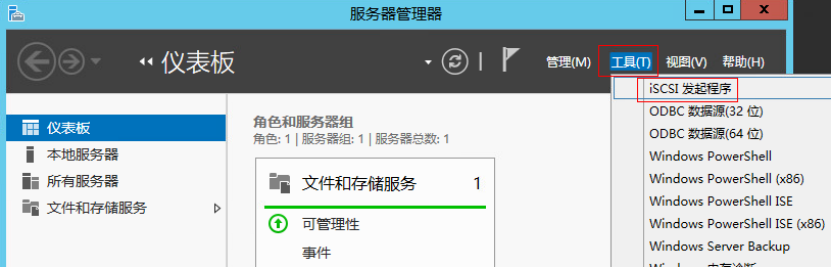 服务器管理器
仪表板
管理(M) 工具(T) 视图(V) 帮助(H)
iSCSI 发起程序
ODBC 数据源(32 位)
ODBC 数据源(64 位)
Windows PowerShell
Windows PowerShell (x86)
Windows PowerShell ISE
Windows PowerShell ISE (x86)
Windows Server Backup
Windows 内存诊断
仪表板
本地服务器
所有服务器
文件和存储服务
角色和服务器组
角色: 1 | 服务器组: 1 | 服务器总数: 1
文件和存储服务 1
可管理性
事件